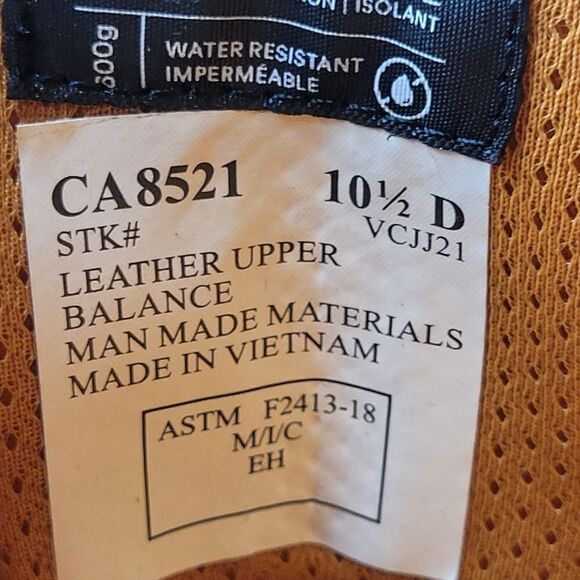 ISOLANT
600g
WATER RESISTANT
IMPERMÉABLE
CA8521 10½ D
STK# VCJJ21
LEATHER UPPER
BALANCE
MAN MADE MATERIALS
MADE IN VIETNAM
ASTM F2413-18
M/I/C
EH